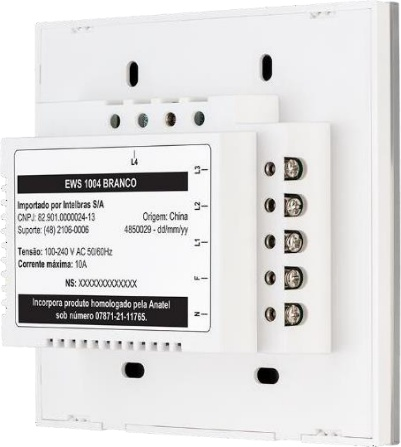 L4
EWS 1004 BRANCO
Importado por Intelbras S/A
CNPJ: 82.901.0000024-13 Origem: China
Suporte: (48) 2106-0006 4850029 - dd/mm/yy
Tensão: 100-240 V AC 50/60Hz
Corrente máxima: 10A
NS: XXXXXXXXXXXXX
Incorpora produto homologado pela Anatel
sob número 07871-21-11765.
L3
L2
L1
F
N